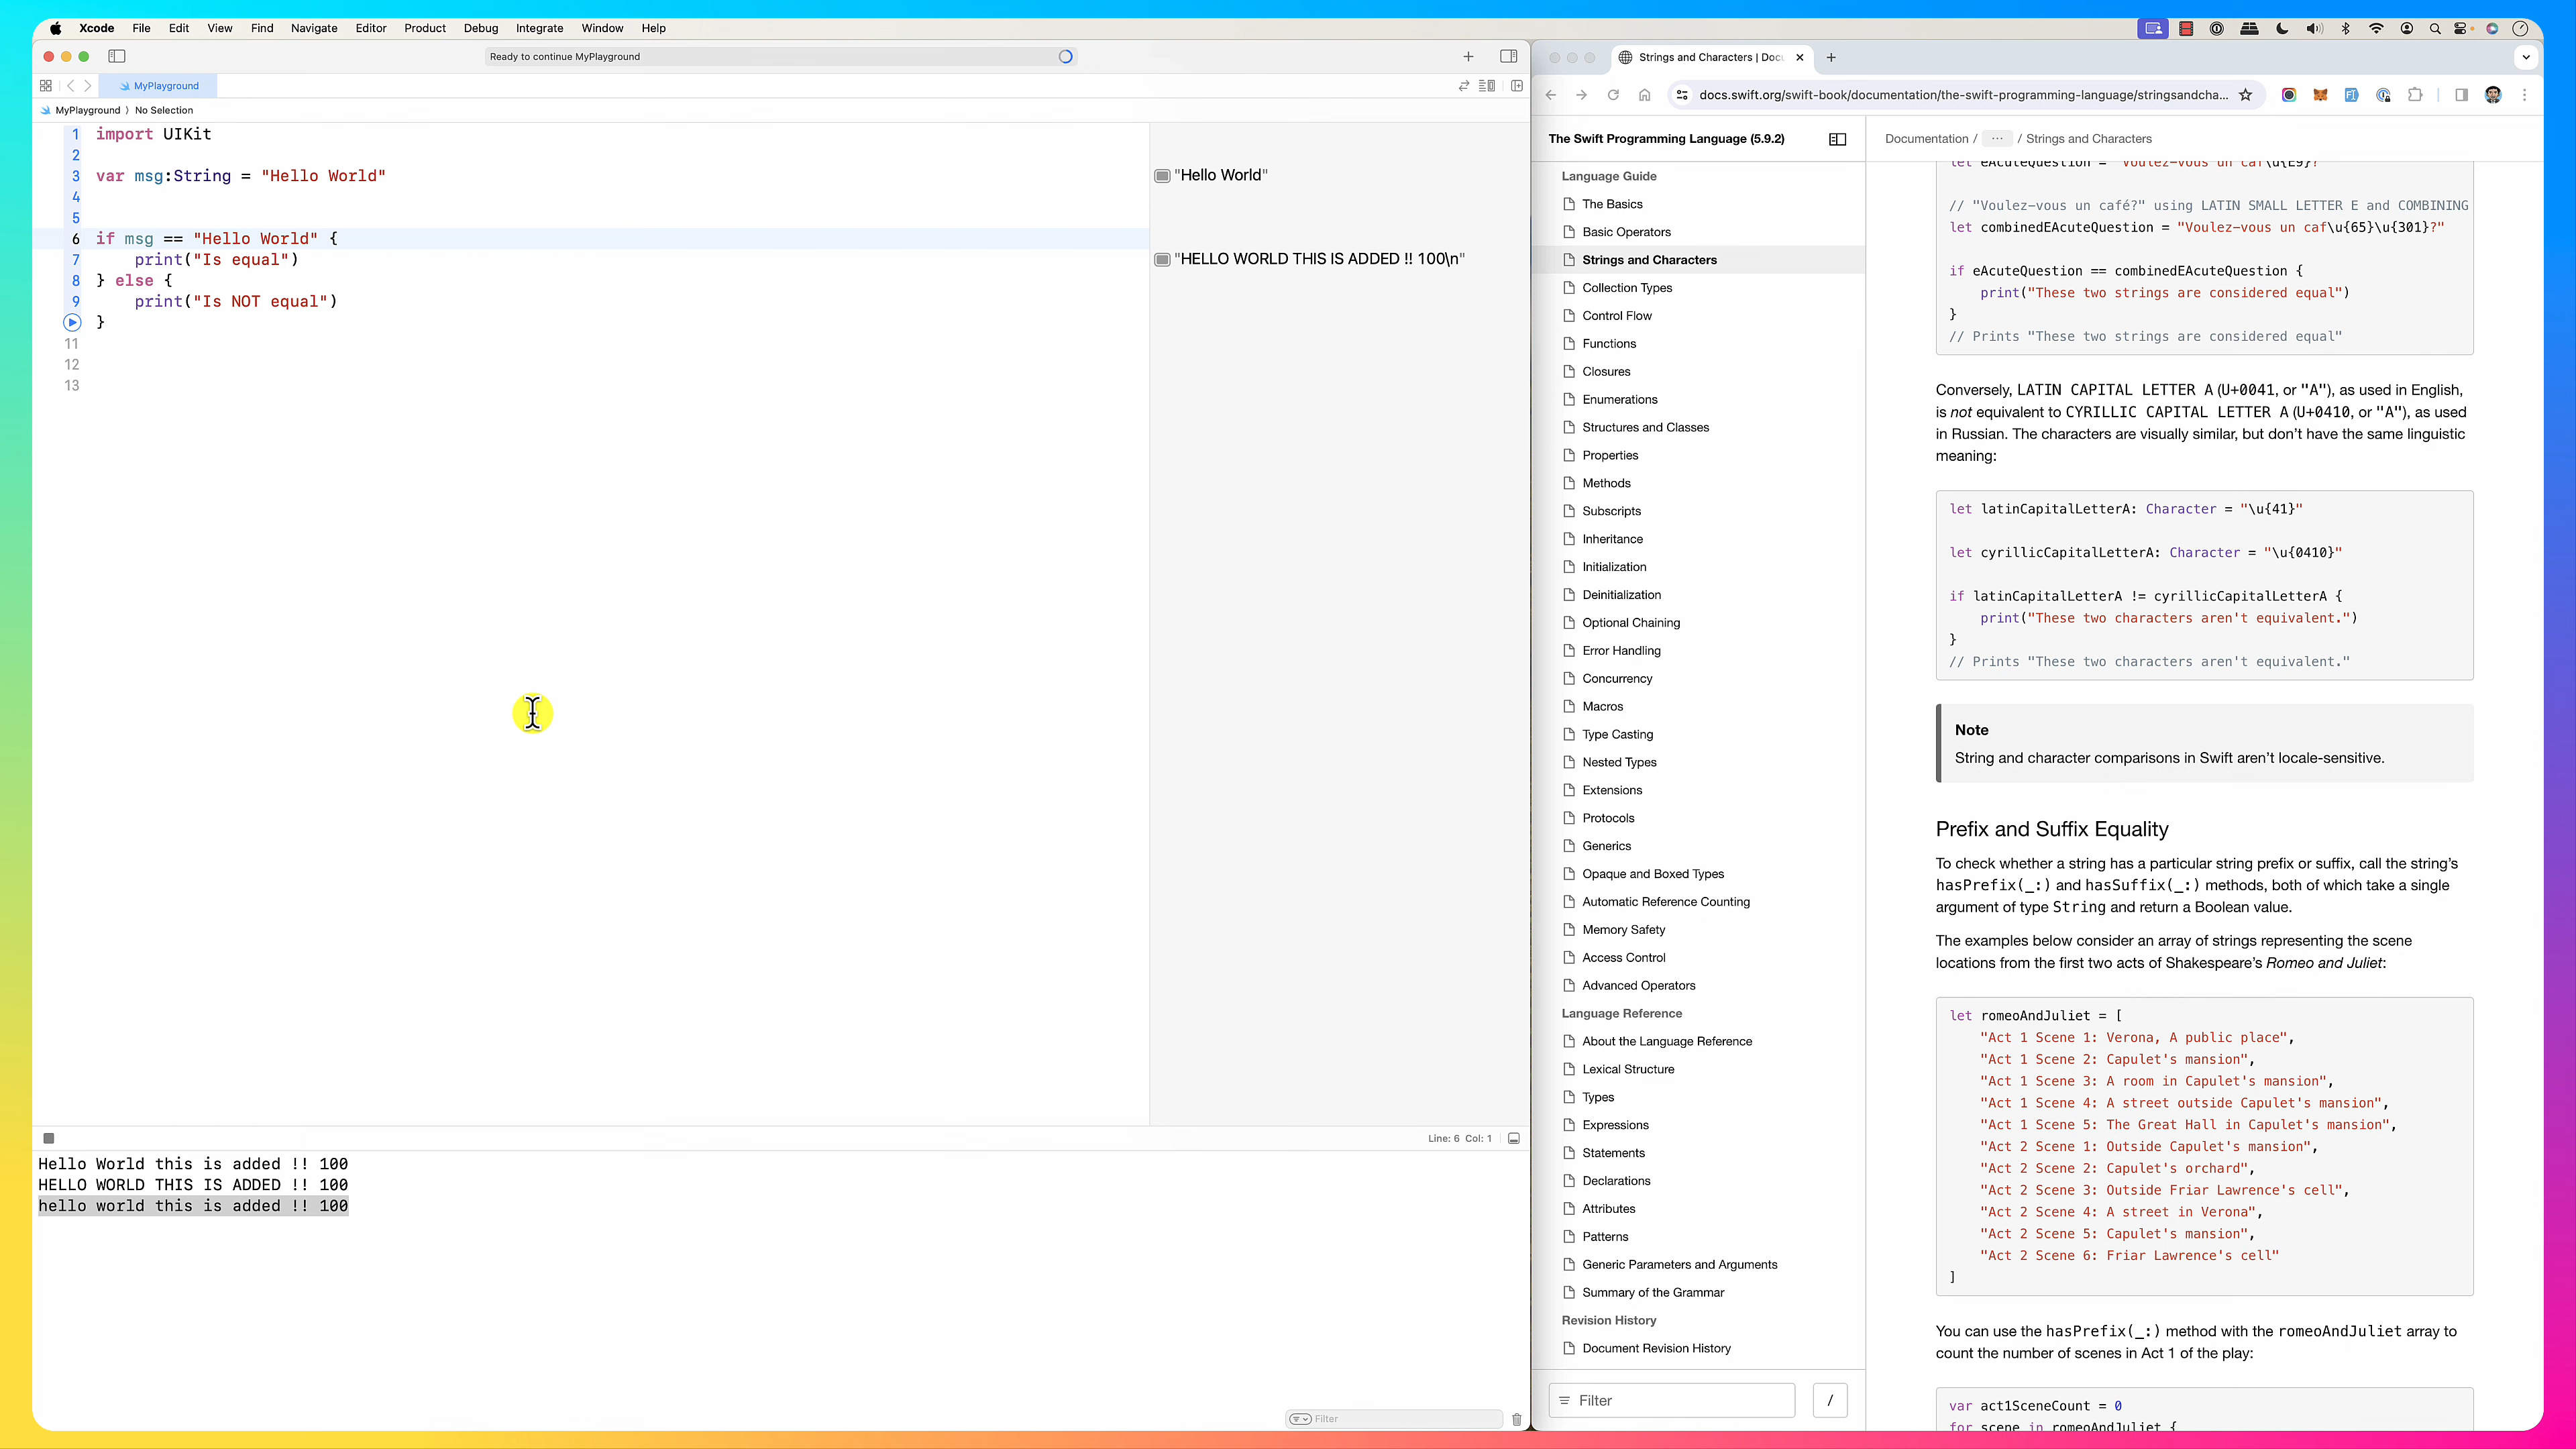 Xcode File Edit View Find Navigate Editor Product Debug Integrate Window Help
Ready to continue MyPlayground
MyPlayground
MyPlayground 〉 No Selection
1 import UIKit
2
3 var msg:String = "Hello World"
4
5
6 if msg == "Hello World" {
7 print("Is equal")
8 } else {
9 print("Is NOT equal")
}
11
12
13
"Hello World"
"HELLO WORLD THIS IS ADDED !! 100\n"
Line: 6 Col: 1
Hello World this is added !! 100
HELLO WORLD THIS IS ADDED !! 100
hello world this is added !! 100
Filter
Strings and Characters | Docu
docs.swift.org/swift-book/documentation/the-swift-programming-language/stringsandcha...
The Swift Programming Language (5.9.2)
Language Guide
The Basics
Basic Operators
Strings and Characters
Collection Types
Control Flow
Functions
Closures
Enumerations
Structures and Classes
Properties
Methods
Subscripts
Inheritance
Initialization
Deinitialization
Optional Chaining
Error Handling
Concurrency
Macros
Type Casting
Nested Types
Extensions
Protocols
Generics
Opaque and Boxed Types
Automatic Reference Counting
Memory Safety
Access Control
Advanced Operators
Language Reference
About the Language Reference
Lexical Structure
Types
Expressions
Statements
Declarations
Attributes
Patterns
Generic Parameters and Arguments
Summary of the Grammar
Revision History
Document Revision History
Filter
/
Documentation / ··· / Strings and Characters
let eAcuteQuestion = "Voulez-vous un caf\u{E9}?"
// "Voulez-vous un café?" using LATIN SMALL LETTER E and COMBINING
let combinedEAcuteQuestion = "Voulez-vous un caf\u{65}\u{301}?"
if eAcuteQuestion == combinedEAcuteQuestion {
print("These two strings are considered equal")
}
// Prints "These two strings are considered equal"
Conversely, LATIN CAPITAL LETTER A (U+0041, or "A"), as used in English,
is not equivalent to CYRILLIC CAPITAL LETTER A (U+0410, or "А"), as used
in Russian. The characters are visually similar, but don’t have the same linguistic
meaning:
let latinCapitalLetterA: Character = "\u{41}"
let cyrillicCapitalLetterA: Character = "\u{0410}"
if latinCapitalLetterA != cyrillicCapitalLetterA {
print("These two characters aren't equivalent.")
}
// Prints "These two characters aren't equivalent."
Note
String and character comparisons in Swift aren’t locale-sensitive.
Prefix and Suffix Equality
To check whether a string has a particular string prefix or suffix, call the string’s
hasPrefix(_:) and hasSuffix(_:) methods, both of which take a single
argument of type String and return a Boolean value.
The examples below consider an array of strings representing the scene
locations from the first two acts of Shakespeare’s Romeo and Juliet:
let romeoAndJuliet = [
"Act 1 Scene 1: Verona, A public place",
"Act 1 Scene 2: Capulet's mansion",
"Act 1 Scene 3: A room in Capulet's mansion",
"Act 1 Scene 4: A street outside Capulet's mansion",
"Act 1 Scene 5: The Great Hall in Capulet's mansion",
"Act 2 Scene 1: Outside Capulet's mansion",
"Act 2 Scene 2: Capulet's orchard",
"Act 2 Scene 3: Outside Friar Lawrence's cell",
"Act 2 Scene 4: A street in Verona",
"Act 2 Scene 5: Capulet's mansion",
"Act 2 Scene 6: Friar Lawrence's cell"
]
You can use the hasPrefix(_:) method with the romeoAndJuliet array to
count the number of scenes in Act 1 of the play:
var act1SceneCount = 0
for scene in romeoAndJuliet {